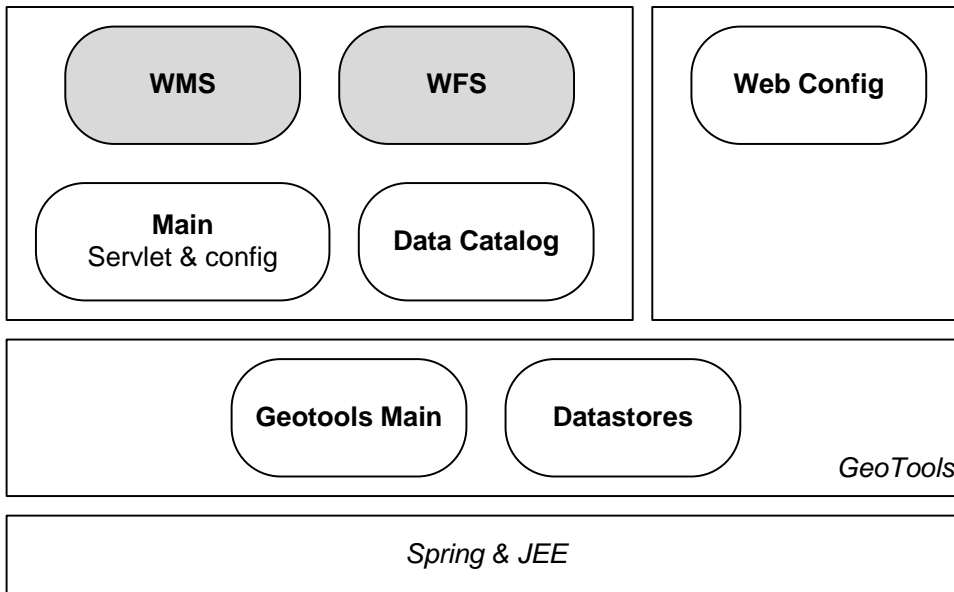 WMS
WFS
Web Config
Main
Servlet & config
Data Catalog
Geotools Main
Datastores
GeoTools
Spring & JEE